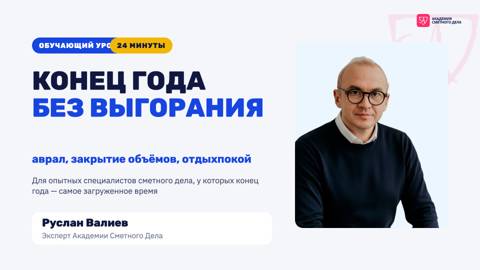 АКАДЕМИЯ
СМЕТНОГО ДЕЛА
ОБУЧАЮЩИЙ УРО
24 МИНУТЫ
КОНЕЦ ГОДА
БЕЗ ВЫГОРАНИЯ
аврал, закрытие объёмов, отдыхпокой
Для опытных специалистов сметного дела, у которых конец
года — самое загруженное время
Руслан Валиев
Эксперт Академии Сметного Дела